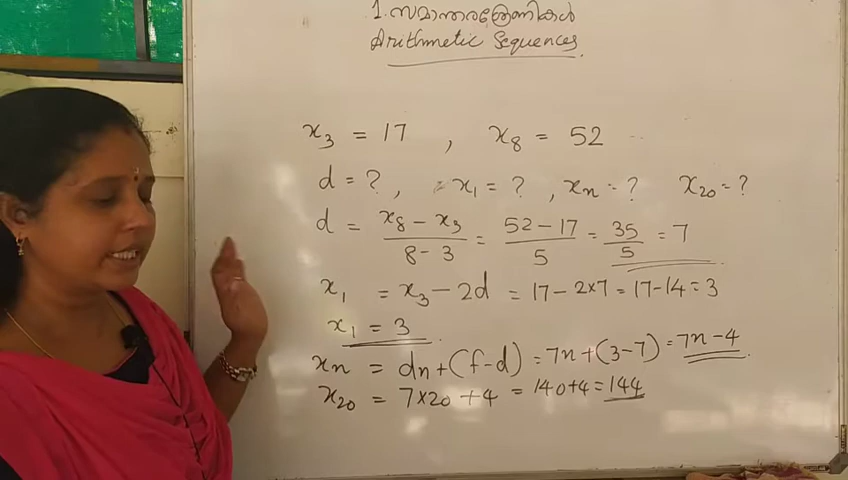 1. സമാന്തരശ്രേണികൾ
Arithmetic Sequences
x₃ = 17 , x₈ = 52
d = ? , x₁ = ? , xₙ = ? x₂₀ = ?
d = (x₈ − x₃)/(8 − 3) = (52 − 17)/5 = 35/5 = 7
x₁ = x₃ − 2d = 17 − 2×7 = 17 − 14 = 3
x₁ = 3
xₙ = dn + (f − d) = 7n + (3 − 7) = 7n − 4
x₂₀ = 7×20 + 4 = 140 + 4 = 144